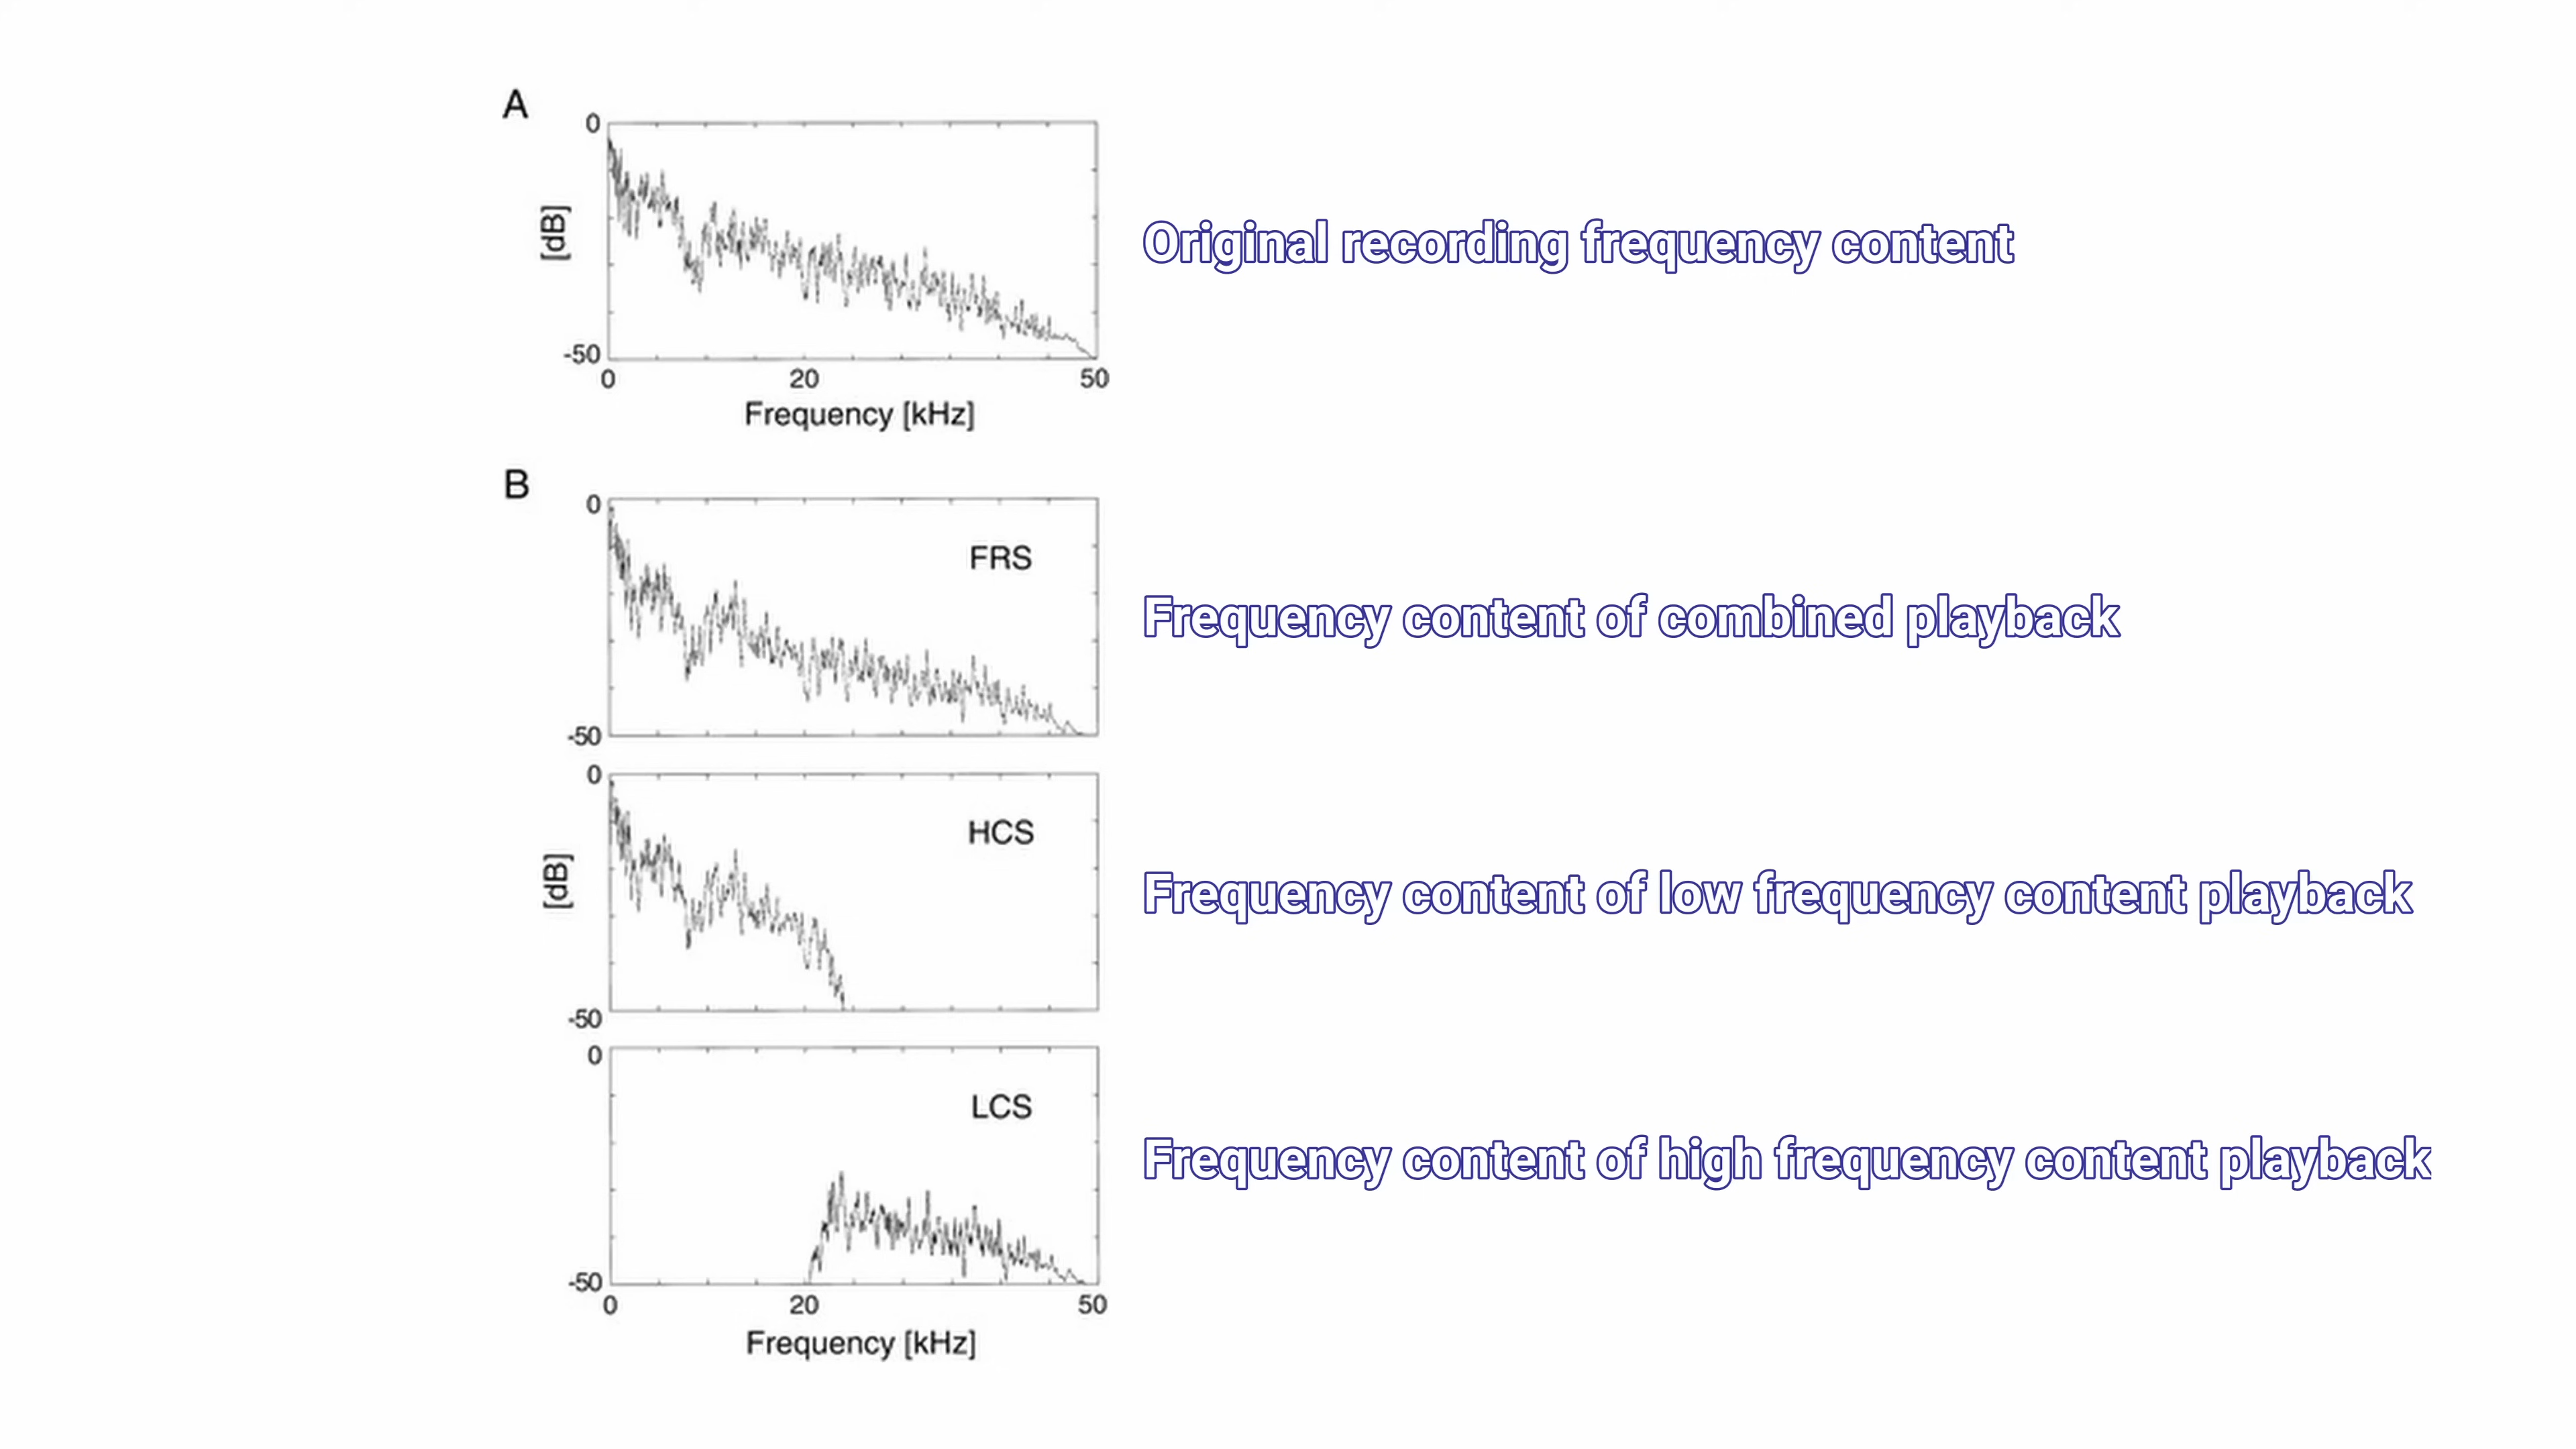 A
0
[dB]
Original recording frequency content
-50
0 20 50
Frequency [kHz]
B
0
FRS
Frequency content of combined playback
-50
0
HCS
[dB]
Frequency content of low frequency content playback
-50
0
LCS
Frequency content of high frequency content playback
-50
0 20 50
Frequency [kHz]